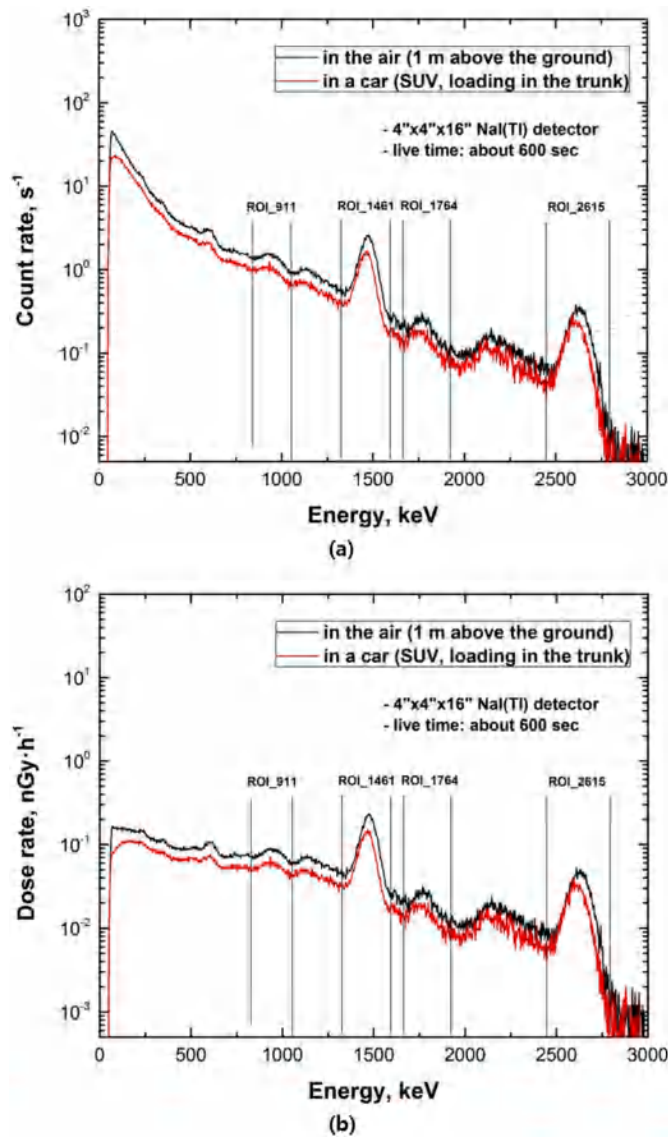 10³
10²
10¹
10⁰
10⁻¹
10⁻²
Count rate, s⁻¹
in the air (1 m above the ground)
in a car (SUV, loading in the trunk)
- 4"x4"x16" NaI(Tl) detector
- live time: about 600 sec
ROI_911
ROI_1461
ROI_1764
ROI_2615
0 500 1000 1500 2000 2500 3000
Energy, keV
(a)
10²
10¹
10⁰
10⁻¹
10⁻²
10⁻³
Dose rate, nGy·h⁻¹
in the air (1 m above the ground)
in a car (SUV, loading in the trunk)
- 4"x4"x16" NaI(Tl) detector
- live time: about 600 sec
ROI_911
ROI_1461
ROI_1764
ROI_2615
0 500 1000 1500 2000 2500 3000
Energy, keV
(b)